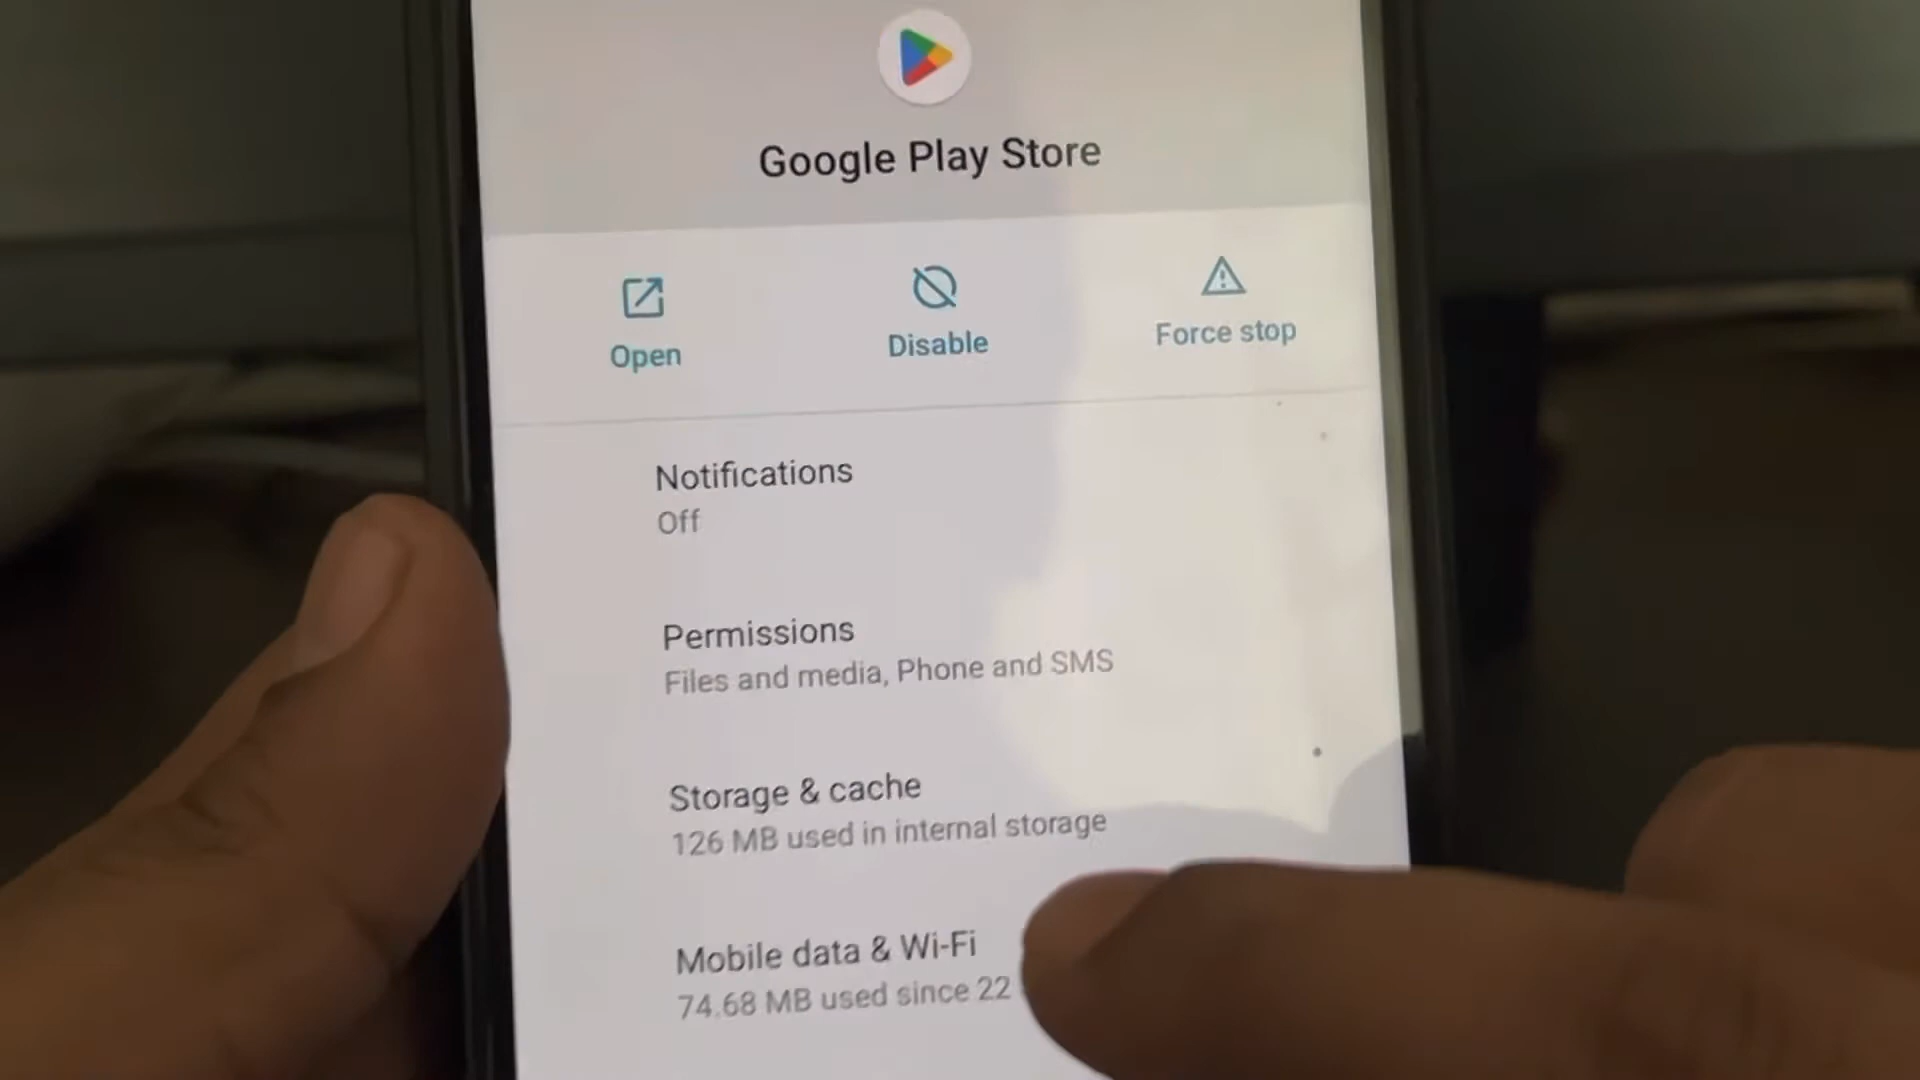 Google Play Store
Open
Disable
Force stop
Notifications
Off
Permissions
Files and media, Phone and SMS
Storage & cache
126 MB used in internal storage
Mobile data & Wi-Fi
74.68 MB used since 22